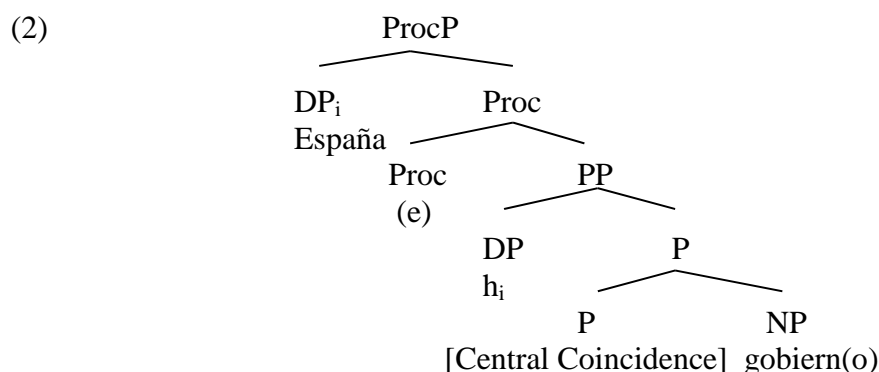 (2) ProcP
DPi Proc
España
Proc PP
(e)
DP P
hi
P NP
[Central Coincidence] gobiern(o)